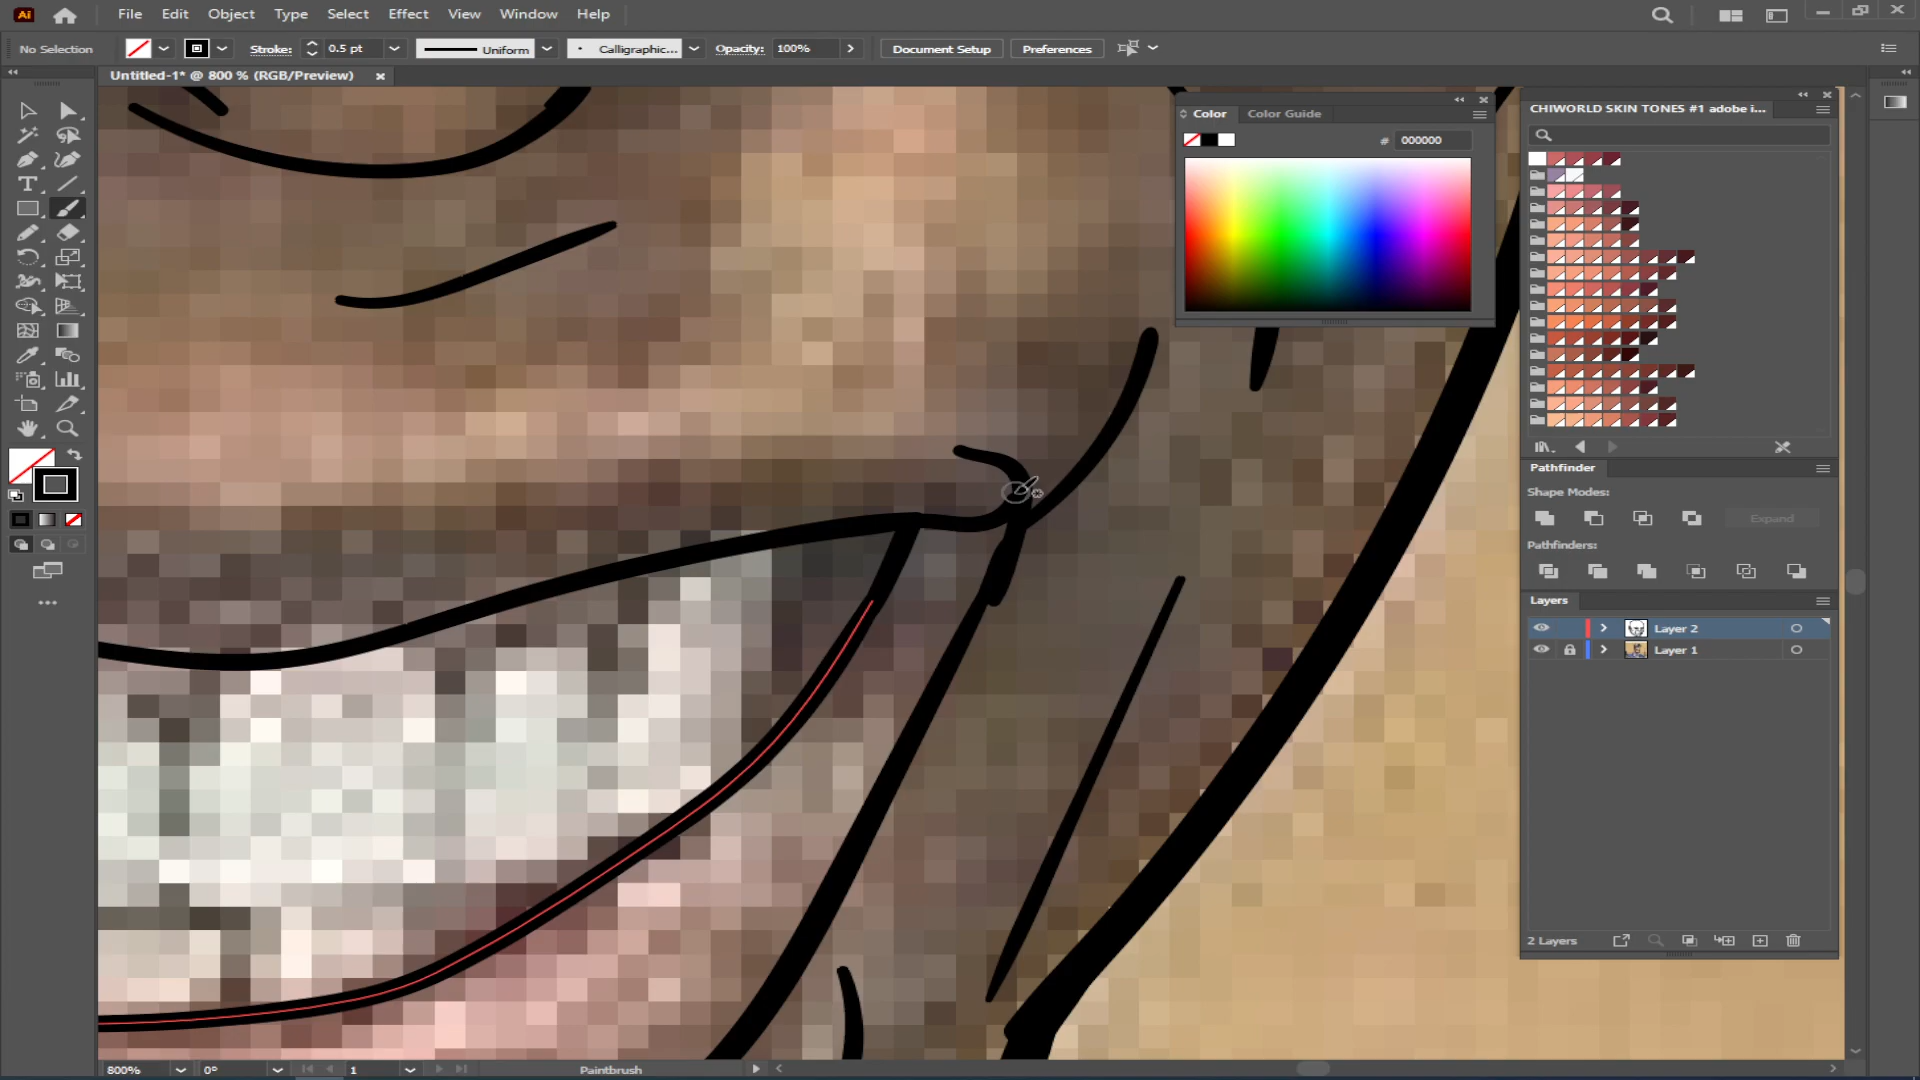 Ai File Edit Object Type Select Effect View Window Help
No Selection Stroke: 0.5 pt Uniform Calligraphic... Opacity: 100% Document Setup Preferences
Untitled-1* @ 800 % (RGB/Preview)
Color Color Guide
# 000000
CHIWORLD SKIN TONES #1 adobe i...
Pathfinder
Shape Modes:
Expand
Pathfinders:
Layers
Layer 2
Layer 1
2 Layers
800% 0° 1 Paintbrush